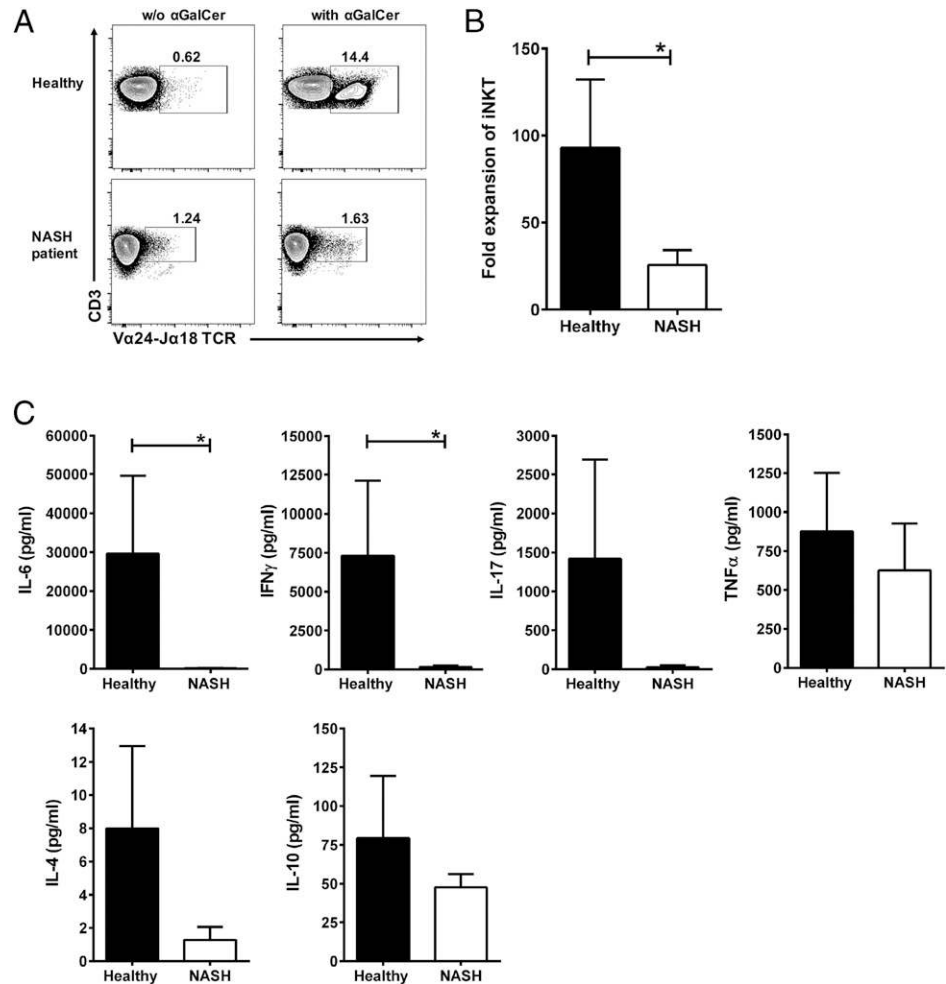 A
w/o αGalCer
with αGalCer
Healthy
0.62
14.4
NASH
patient
1.24
1.63
CD3
Vα24-Jα18 TCR
B
Fold expansion of iNKT
150
100
50
0
*
Healthy
NASH
C
IL-6 (pg/ml)
60000
50000
40000
30000
20000
10000
0
*
Healthy
NASH
IFNγ (pg/ml)
15000
12500
10000
7500
5000
2500
0
*
Healthy
NASH
IL-17 (pg/ml)
3000
2500
2000
1500
1000
500
0
Healthy
NASH
TNFα (pg/ml)
1500
1250
1000
750
500
250
0
Healthy
NASH
IL-4 (pg/ml)
14
12
10
8
6
4
2
0
Healthy
NASH
IL-10 (pg/ml)
150
125
100
75
50
25
0
Healthy
NASH